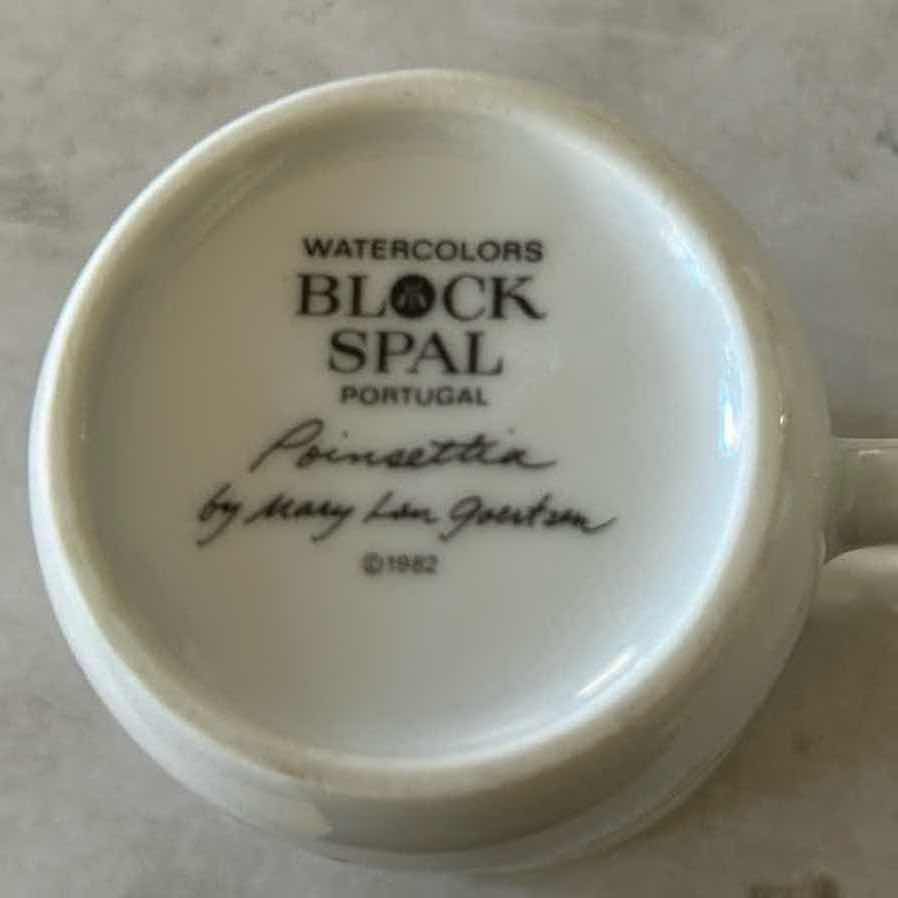 WATERCOLORS
BLOCK
SPAL
PORTUGAL
Poinsettia
by Mary Lou Goertzen
©1982